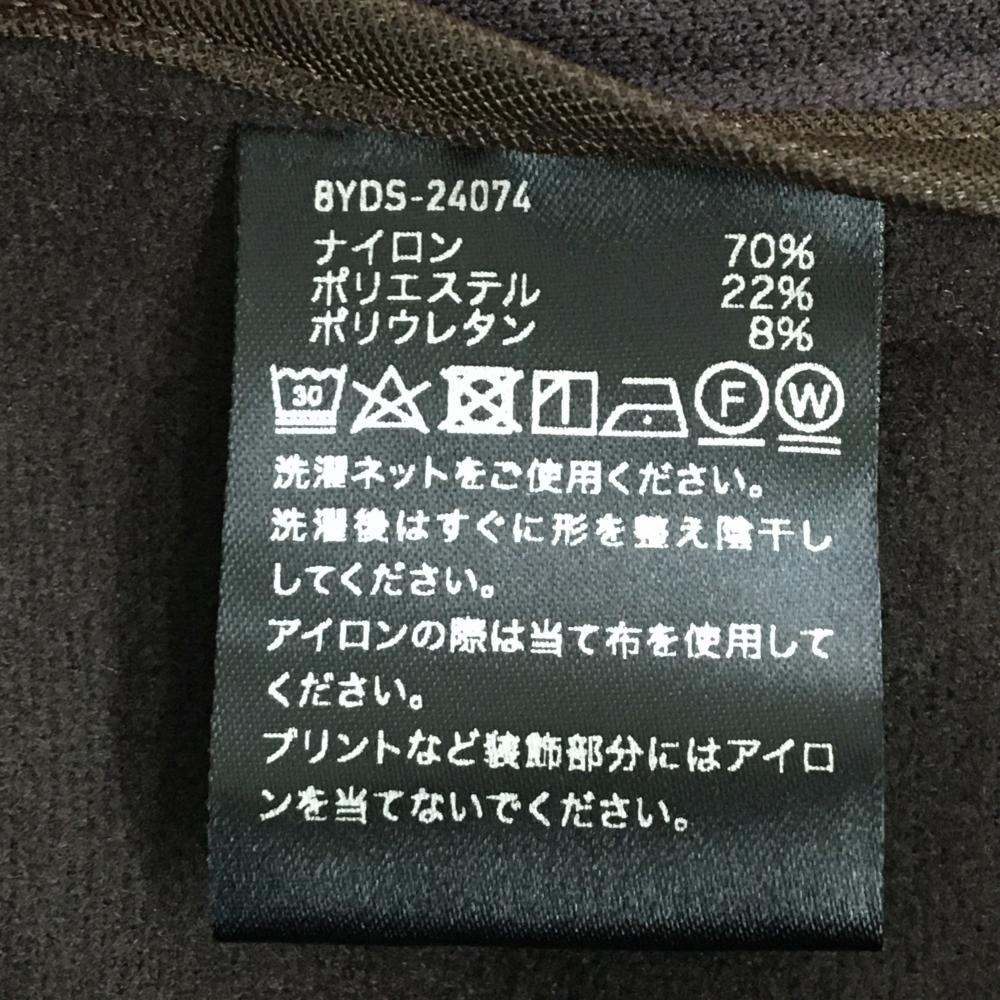 8YDS-24074
ナイロン 70%
ポリエステル 22%
ポリウレタン 8%
30 F W
洗濯ネットをご使用ください。
洗濯後はすぐに形を整え陰干し
してください。
アイロンの際は当て布を使用して
ください。
プリントなど装飾部分にはアイロ
ンを当てないでください。